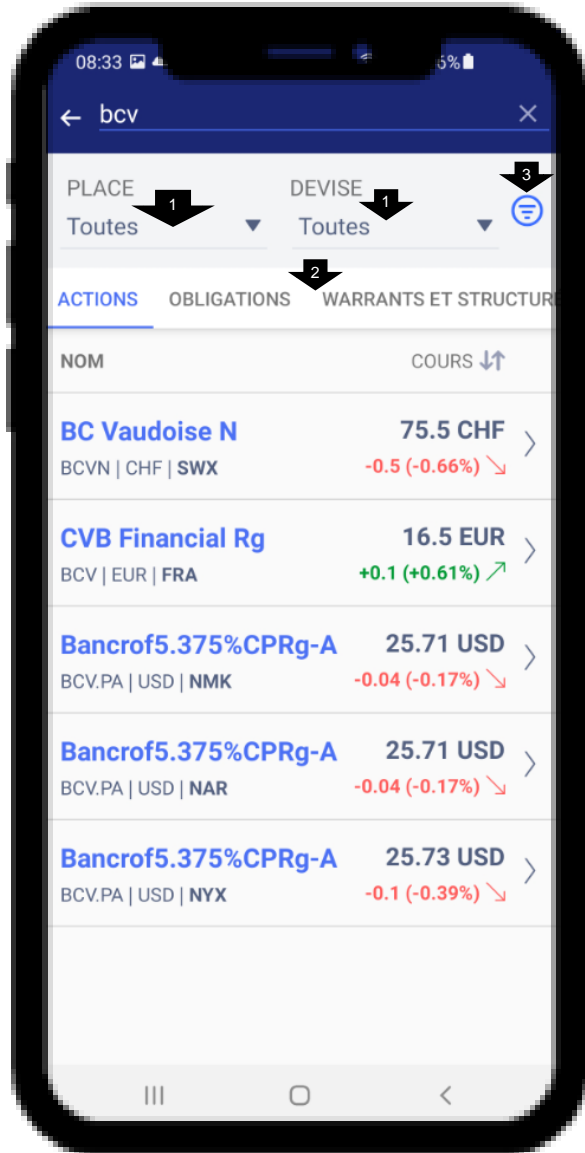 08:33 6%
bcv
3
PLACE DEVISE
1 1
Toutes Toutes
2
ACTIONS OBLIGATIONS WARRANTS ET STRUCTURE
NOM COURS
BC Vaudoise N 75.5 CHF
BCVN | CHF | SWX -0.5 (-0.66%)
CVB Financial Rg 16.5 EUR
BCV | EUR | FRA +0.1 (+0.61%)
Bancrof5.375%CPRg-A 25.71 USD
BCV.PA | USD | NMK -0.04 (-0.17%)
Bancrof5.375%CPRg-A 25.71 USD
BCV.PA | USD | NAR -0.04 (-0.17%)
Bancrof5.375%CPRg-A 25.73 USD
BCV.PA | USD | NYX -0.1 (-0.39%)